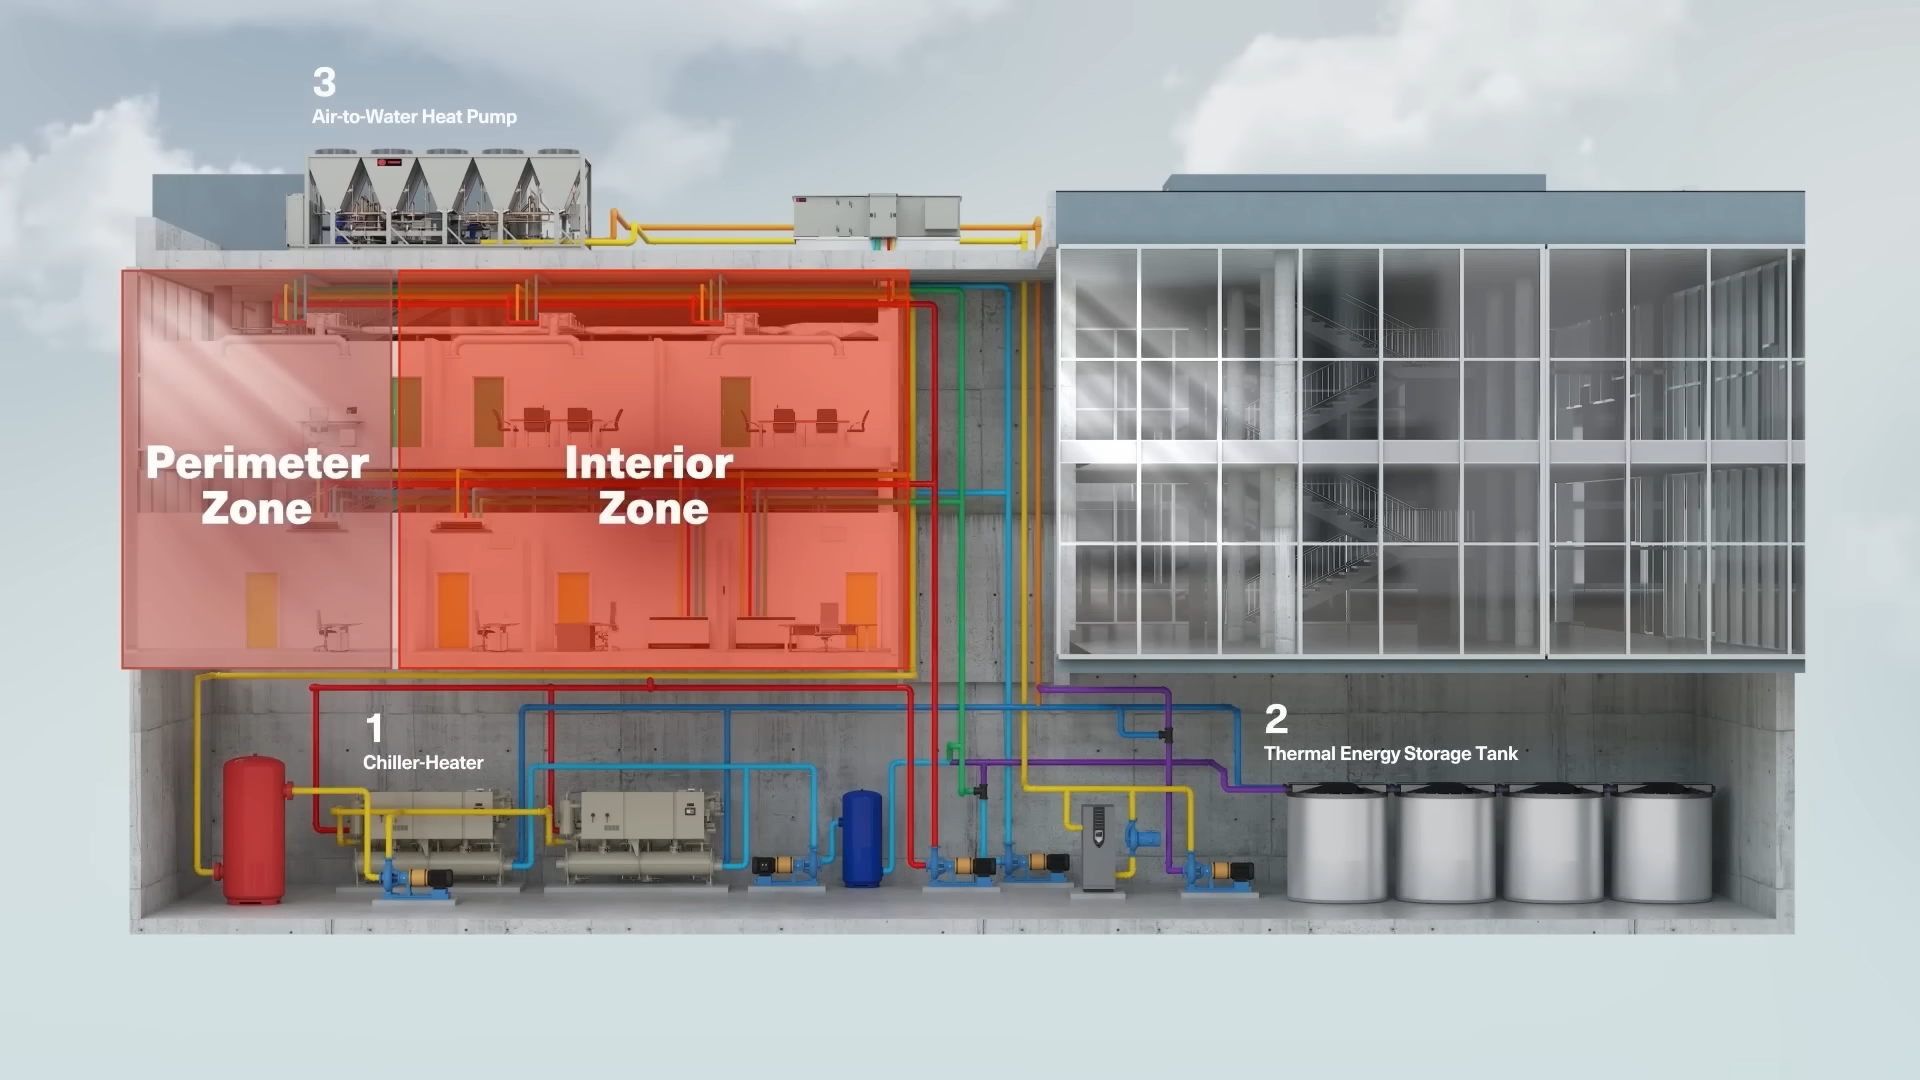 3
Air-to-Water Heat Pump
Perimeter
Zone
Interior
Zone
1
Chiller-Heater
2
Thermal Energy Storage Tank